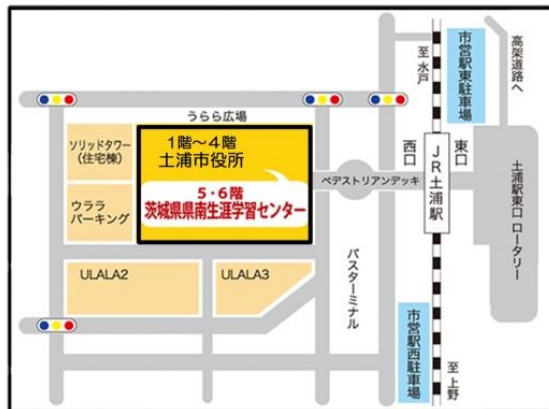 至水戸
市営駅東駐車場
高架道路へ
うらら広場
ソリッドタワー
(住宅棟)
1階～4階
土浦市役所
5・6階
茨城県県南生涯学習センター
ウララ
パーキング
ペデストリアンデッキ
西口
JR土浦駅
東口
土浦駅東口 ロータリー
ULALA2
ULALA3
バスターミナル
市営駅西駐車場
至上野